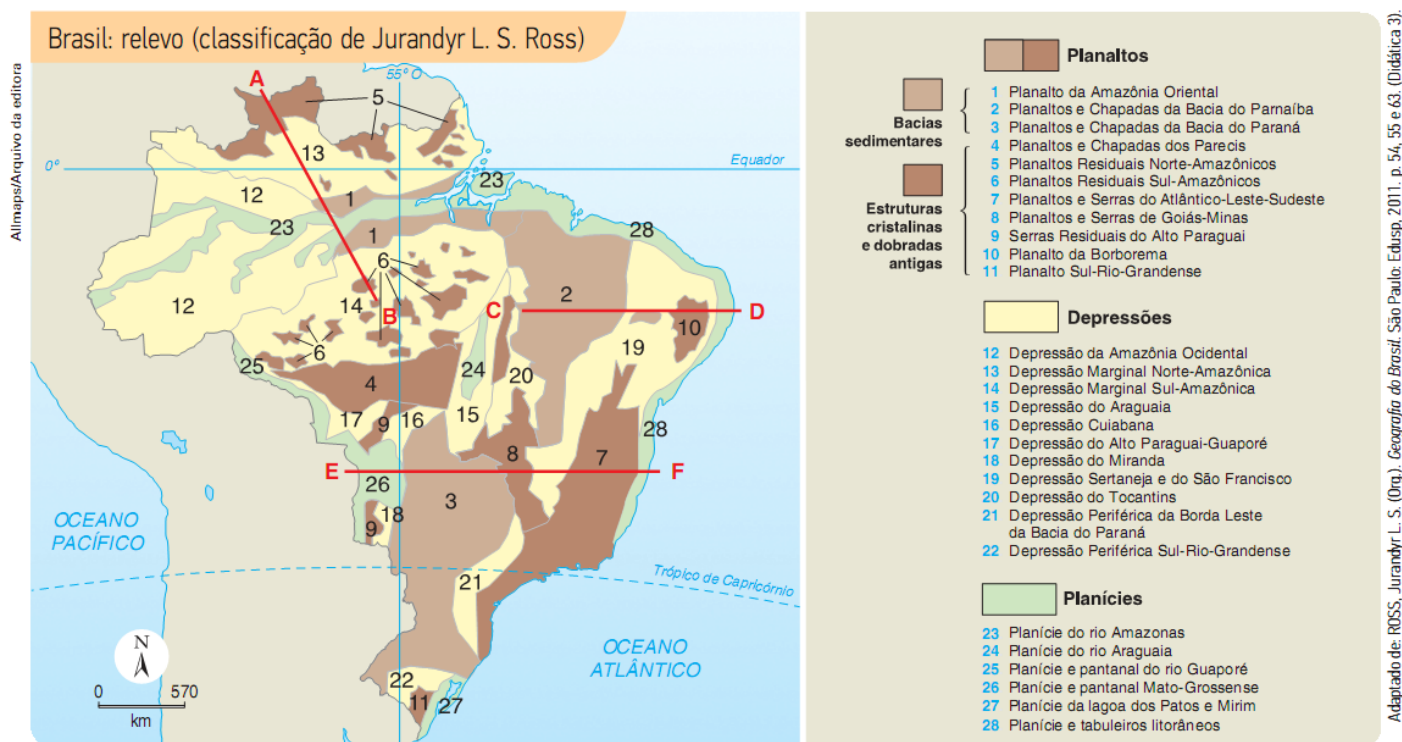 Brasil: relevo (classificação de Jurandyr L. S. Ross)
Allmaps/Arquivo da editora
A
55º O
5
0º
13
Equador
12
23
1
23
28
1
6
12
14
B
C
2
D
10
6
19
25
4
24
20
17
9
16
15
28
E
8
7
F
26
3
9
18
OCEANO
PACÍFICO
21
Trópico de Capricórnio
N
OCEANO
ATLÂNTICO
22
11
27
0
570
km
Planaltos
Bacias
sedimentares
1 Planalto da Amazônia Oriental
2 Planaltos e Chapadas da Bacia do Parnaíba
3 Planaltos e Chapadas da Bacia do Paraná
Estruturas
cristalinas
e dobradas
antigas
4 Planaltos e Chapadas dos Parecis
5 Planaltos Residuais Norte-Amazônicos
6 Planaltos Residuais Sul-Amazônicos
7 Planaltos e Serras do Atlântico-Leste-Sudeste
8 Planaltos e Serras de Goiás-Minas
9 Serras Residuais do Alto Paraguai
10 Planalto da Borborema
11 Planalto Sul-Rio-Grandense
Depressões
12 Depressão da Amazônia Ocidental
13 Depressão Marginal Norte-Amazônica
14 Depressão Marginal Sul-Amazônica
15 Depressão do Araguaia
16 Depressão Cuiabana
17 Depressão do Alto Paraguai-Guaporé
18 Depressão do Miranda
19 Depressão Sertaneja e do São Francisco
20 Depressão do Tocantins
21 Depressão Periférica da Borda Leste
da Bacia do Paraná
22 Depressão Periférica Sul-Rio-Grandense
Planícies
23 Planície do rio Amazonas
24 Planície do rio Araguaia
25 Planície e pantanal do rio Guaporé
26 Planície e pantanal Mato-Grossense
27 Planície da lagoa dos Patos e Mirim
28 Planície e tabuleiros litorâneos
Adaptado de: ROSS, Jurandyr L. S. (Org.). Geografia do Brasil. São Paulo: Edusp, 2011. p. 54, 55 e 63. (Didática 3).